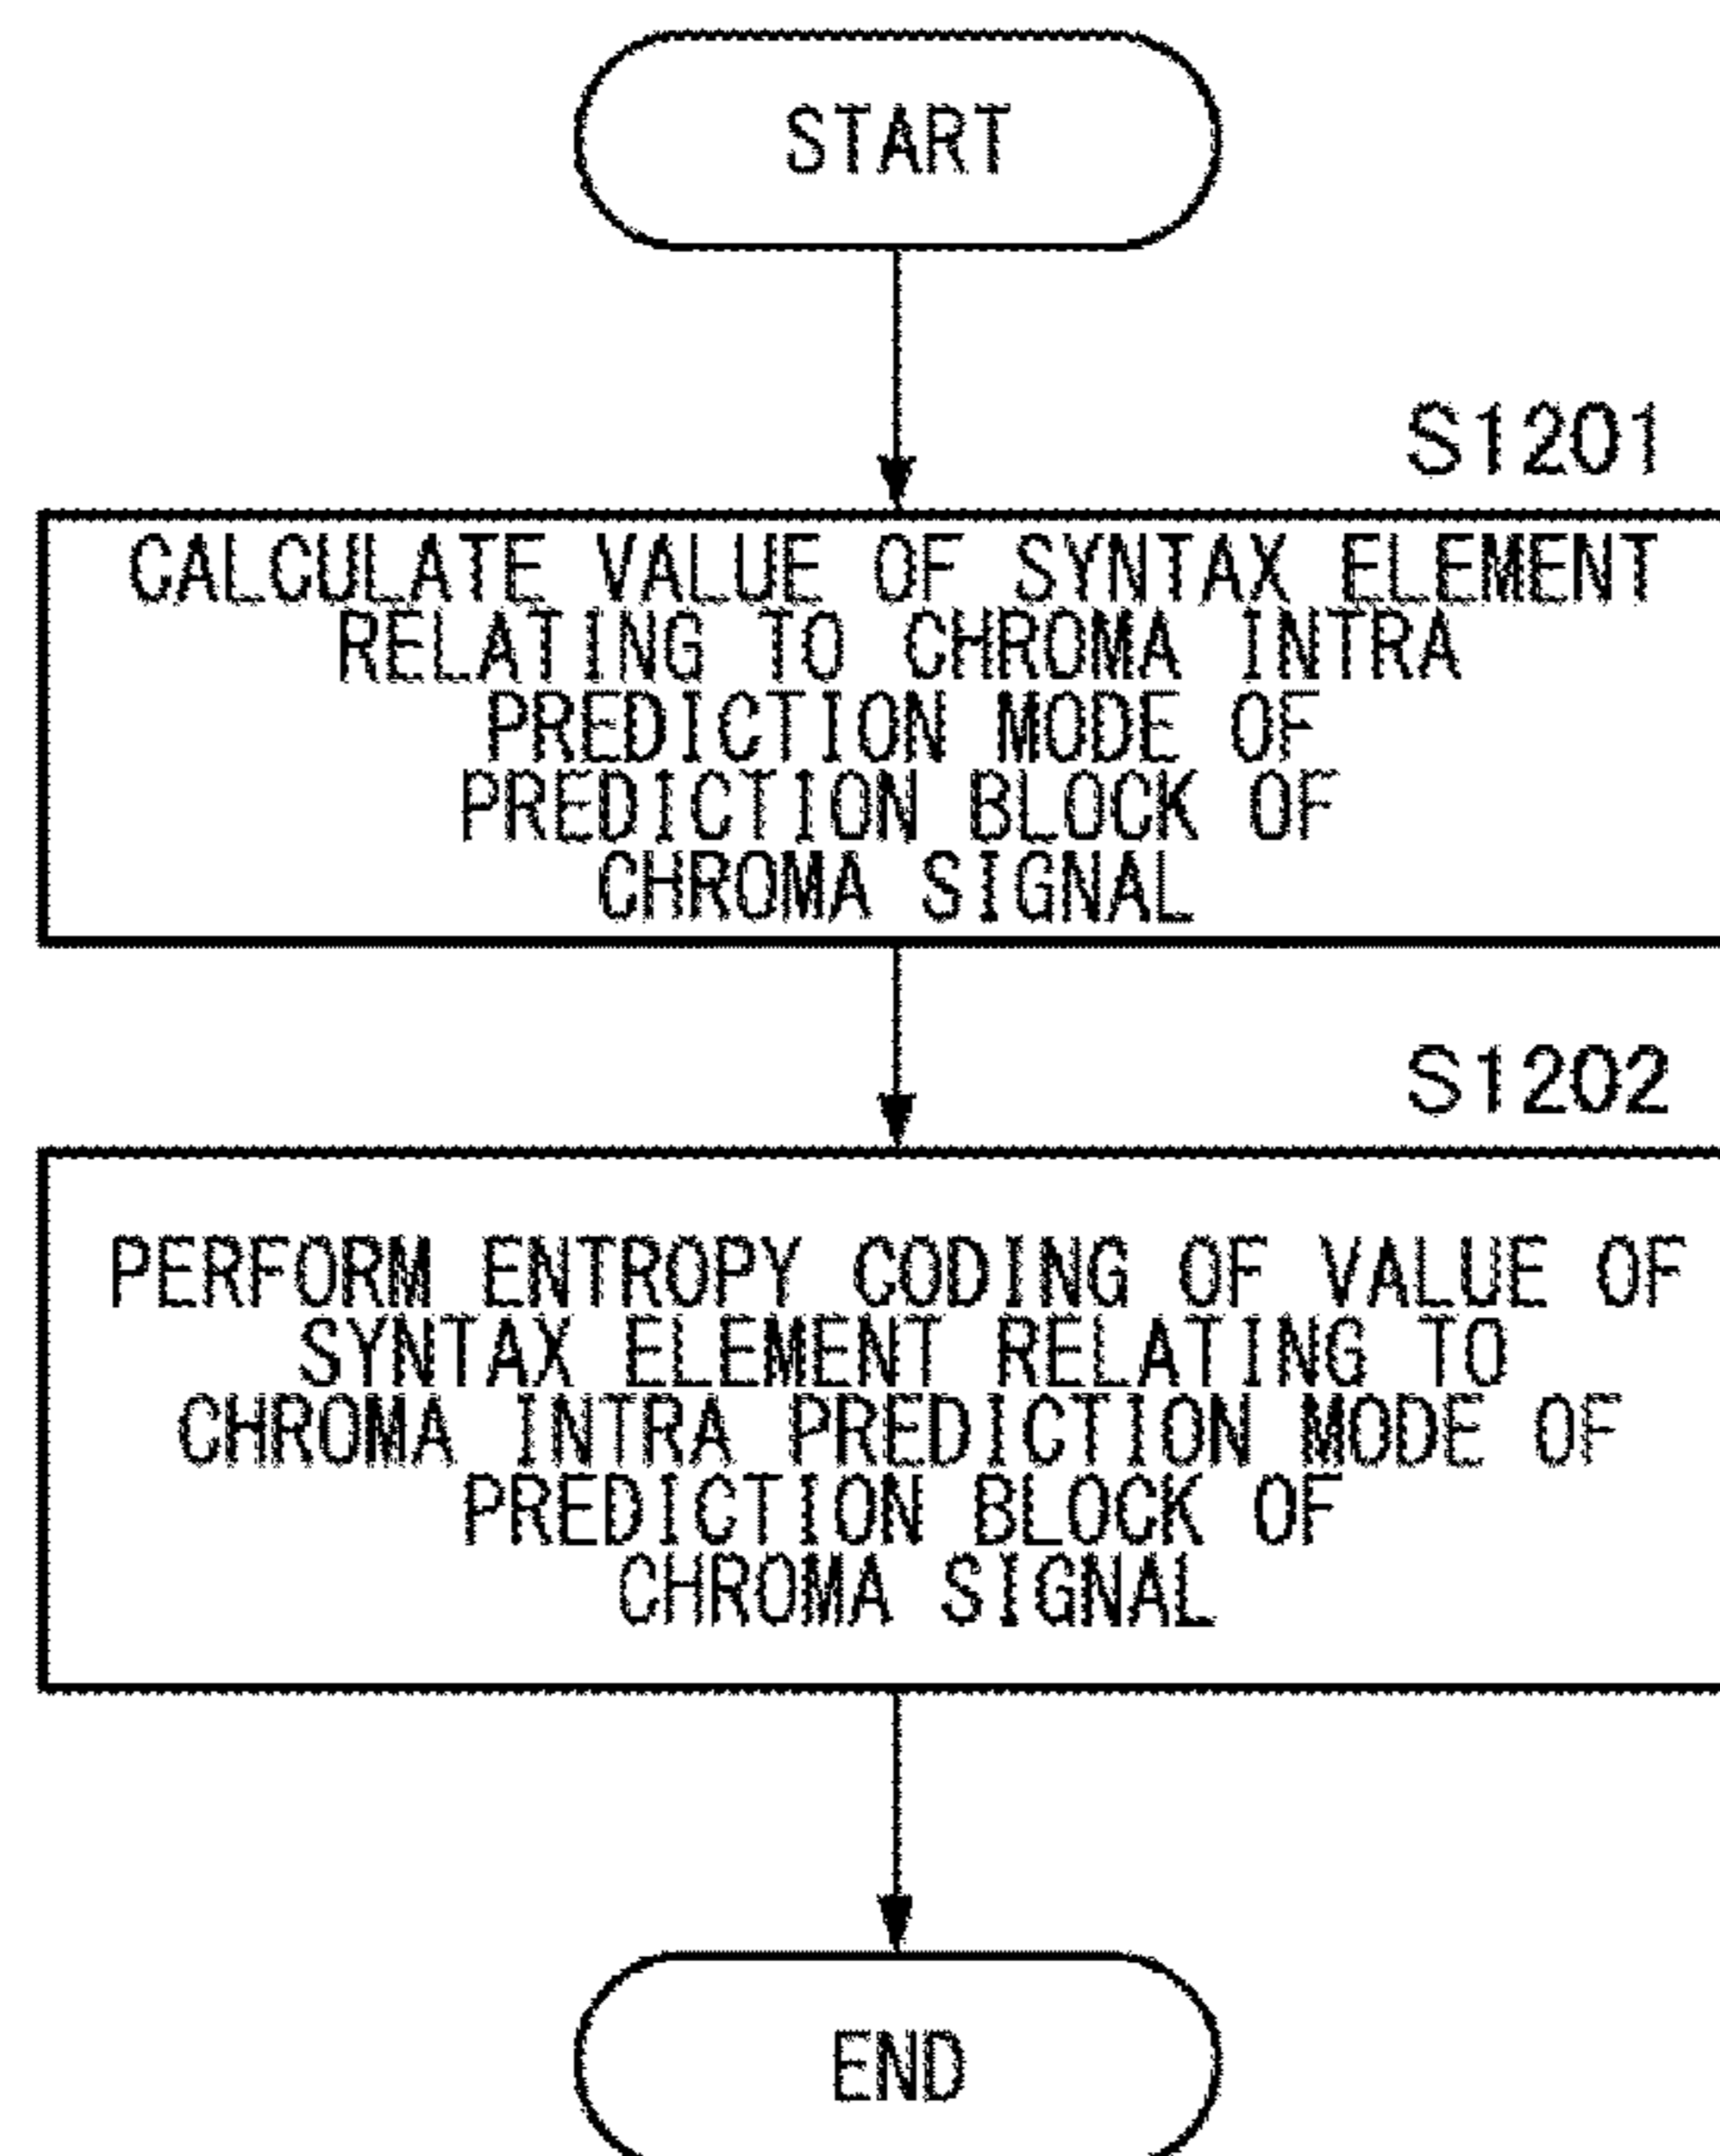 START
S1201
CALCULATE VALUE OF SYNTAX ELEMENT
RELATING TO CHROMA INTRA
PREDICTION MODE OF
PREDICTION BLOCK OF
CHROMA SIGNAL
S1202
PERFORM ENTROPY CODING OF VALUE OF
SYNTAX ELEMENT RELATING TO
CHROMA INTRA PREDICTION MODE OF
PREDICTION BLOCK OF
CHROMA SIGNAL
END